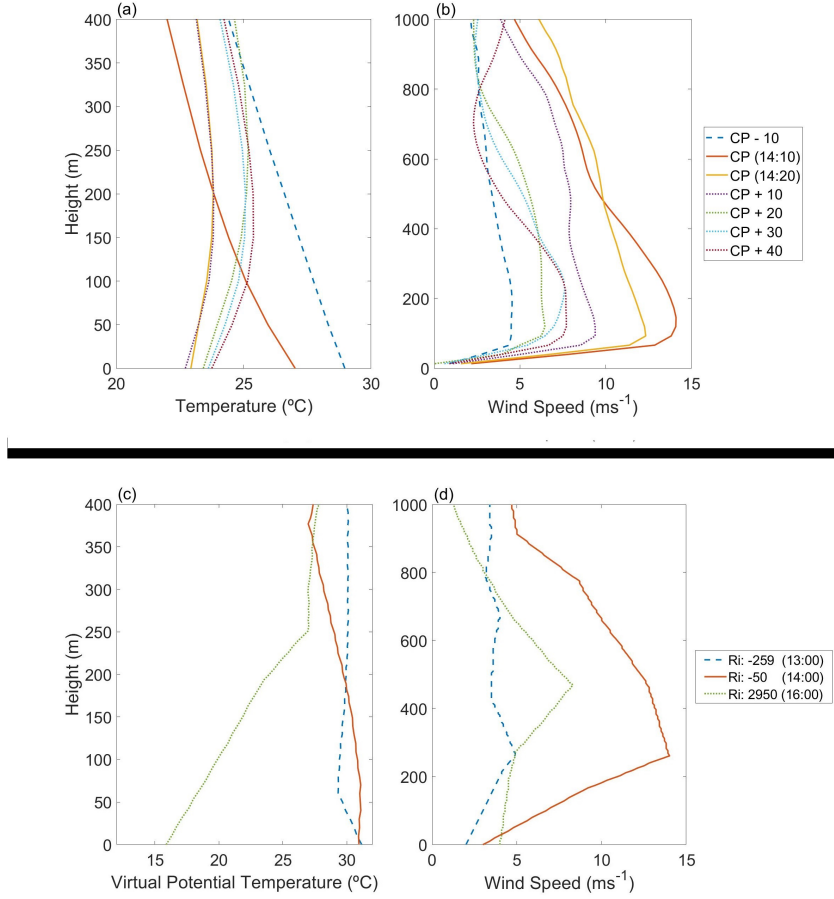 (a)
(b)
400
350
300
250
200
150
100
50
0
Height (m)
20
25
30
Temperature (ºC)
1000
800
600
400
200
0
0
5
10
15
Wind Speed (ms-1)
CP - 10
CP (14:10)
CP (14:20)
CP + 10
CP + 20
CP + 30
CP + 40
(c)
(d)
400
350
300
250
200
150
100
50
0
Height (m)
15
20
25
30
Virtual Potential Temperature (ºC)
1000
800
600
400
200
0
0
5
10
15
Wind Speed (ms-1)
Ri: -259 (13:00)
Ri: -50 (14:00)
Ri: 2950 (16:00)